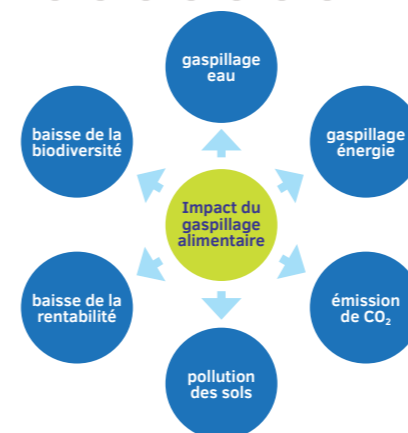 gaspillage
eau
baisse de la
biodiversité
gaspillage
énergie
Impact du
gaspillage
alimentaire
baisse de la
rentabilité
émission
de CO₂
pollution
des sols